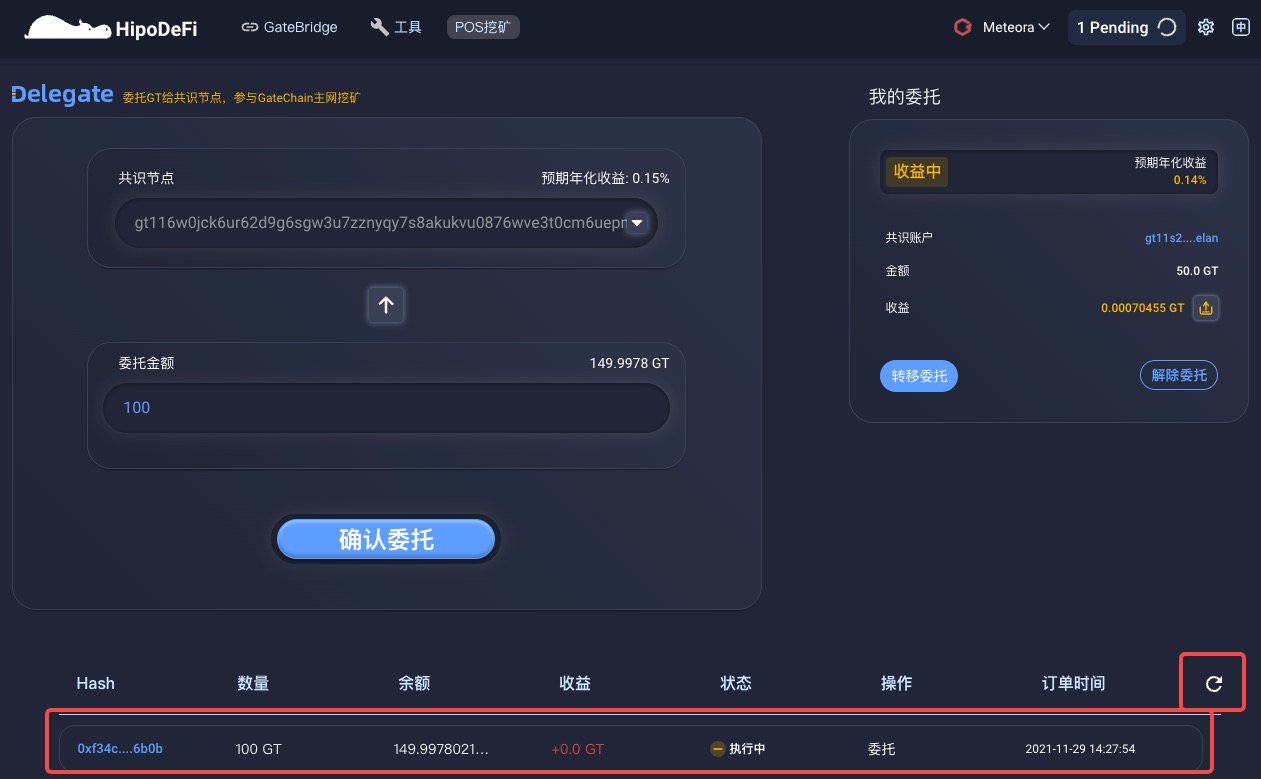 HipoDeFi GateBridge 工具 POS挖矿 Meteora 1 Pending 中
Delegate 委托GT给共识节点，参与GateChain主网挖矿
共识节点 预期年化收益: 0.15%
gt116w0jck6ur62d9g6sgw3u7zznyqy7s8akukvu0876wve3t0cm6uepr
委托金额 149.9978 GT
100
确认委托
我的委托
收益中 预期年化收益
0.14%
共识账户 gt11s2....elan
金额 50.0 GT
收益 0.00070455 GT
转移委托 解除委托
Hash 数量 余额 收益 状态 操作 订单时间
0xf34c....6b0b 100 GT 149.9978021... +0.0 GT 执行中 委托 2021-11-29 14:27:54